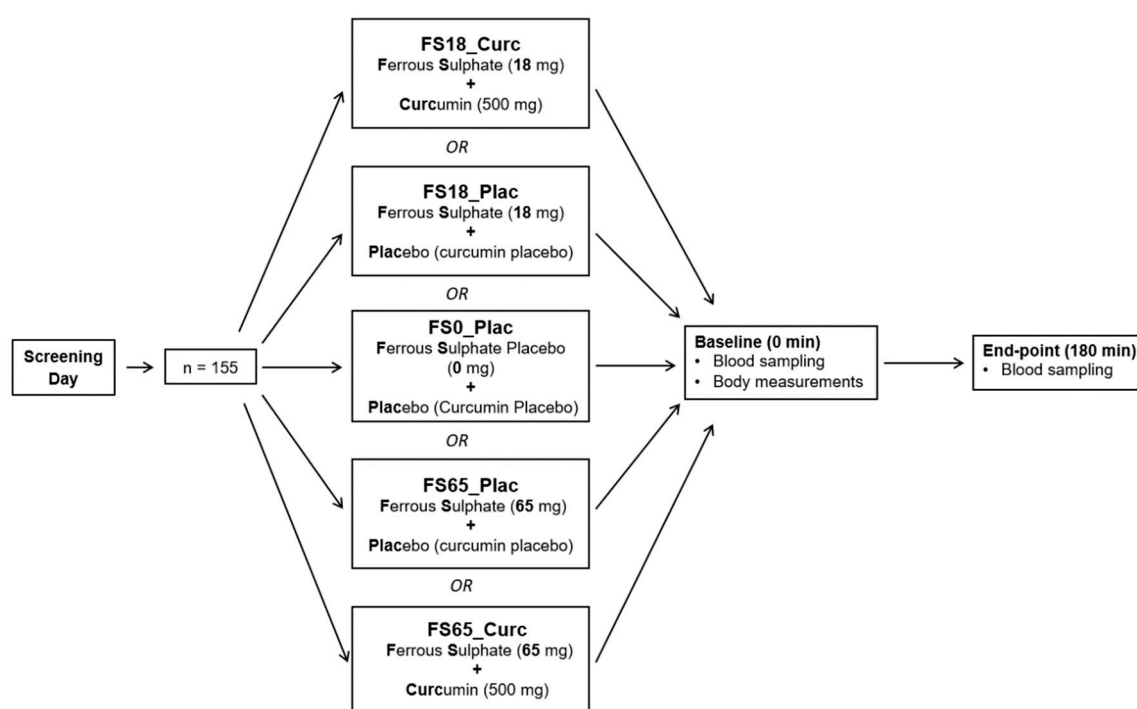 Screening
Day
n = 155
FS18_Curc
Ferrous Sulphate (18 mg)
+
Curcumin (500 mg)
OR
FS18_Plac
Ferrous Sulphate (18 mg)
+
Placebo (curcumin placebo)
OR
FS0_Plac
Ferrous Sulphate Placebo
(0 mg)
+
Placebo (Curcumin Placebo)
OR
FS65_Plac
Ferrous Sulphate (65 mg)
+
Placebo (curcumin placebo)
OR
FS65_Curc
Ferrous Sulphate (65 mg)
+
Curcumin (500 mg)
Baseline (0 min)
• Blood sampling
• Body measurements
End-point (180 min)
• Blood sampling